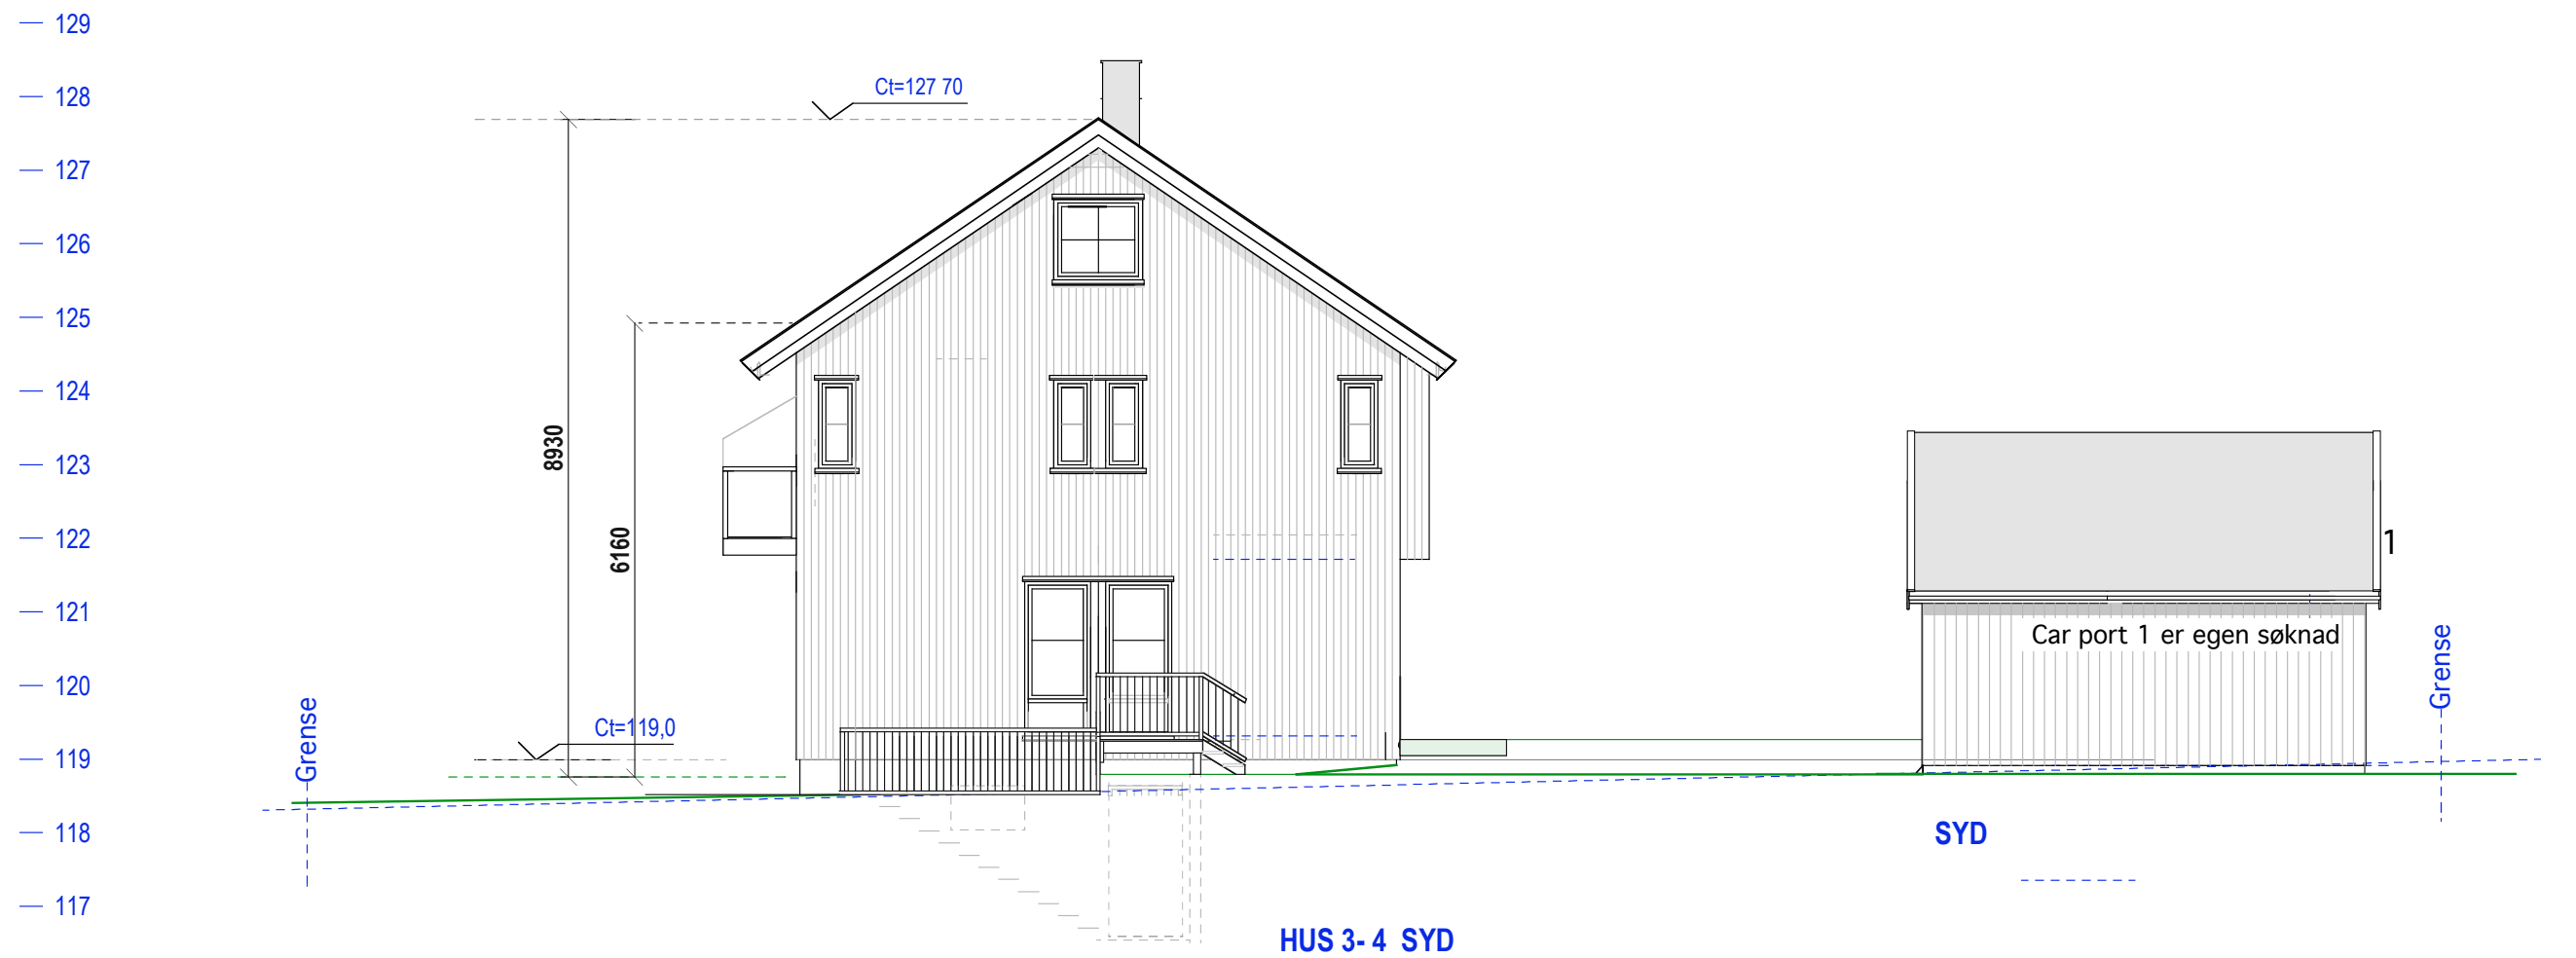 129
128
127
126
125
124
123
122
121
120
119
118
117
Ct=127 70
8930
6160
Ct=119,0
Grense
1
Car port 1 er egen søknad
Grense
SYD
HUS 3- 4 SYD